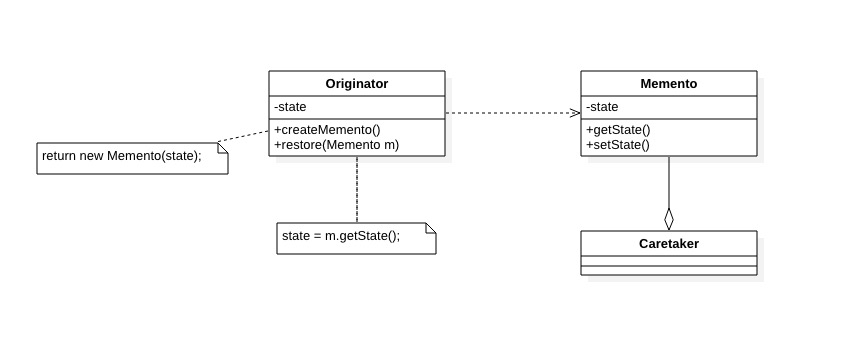 Originator
-state
+createMemento()
+restore(Memento m)
Memento
-state
+getState()
+setState()
return new Memento(state);
state = m.getState();
Caretaker